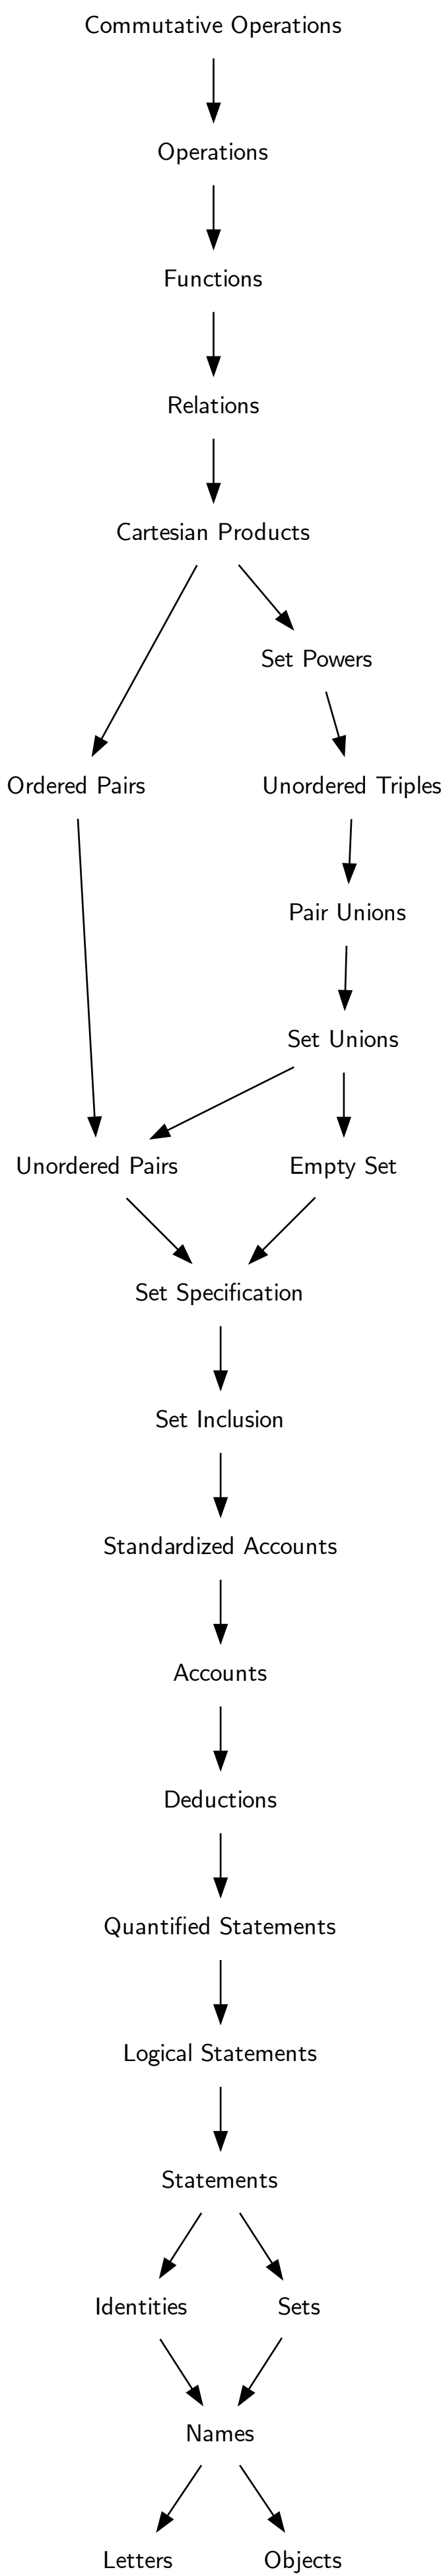 Commutative Operations
Operations
Functions
Relations
Cartesian Products
Set Powers
Ordered Pairs
Unordered Triples
Pair Unions
Set Unions
Unordered Pairs
Empty Set
Set Specification
Set Inclusion
Standardized Accounts
Accounts
Deductions
Quantified Statements
Logical Statements
Statements
Identities
Sets
Names
Letters
Objects